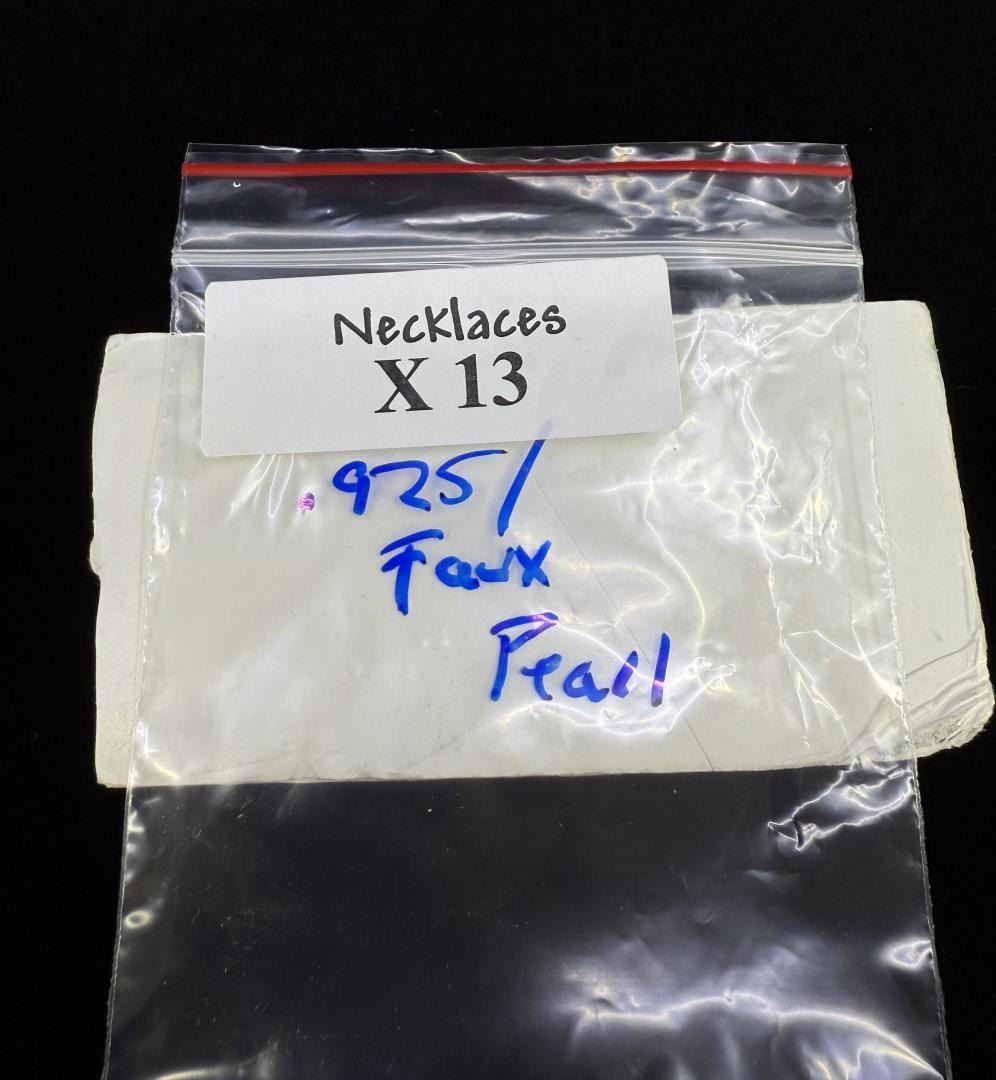 Necklaces
X 13
.925/
Faux
Pearl